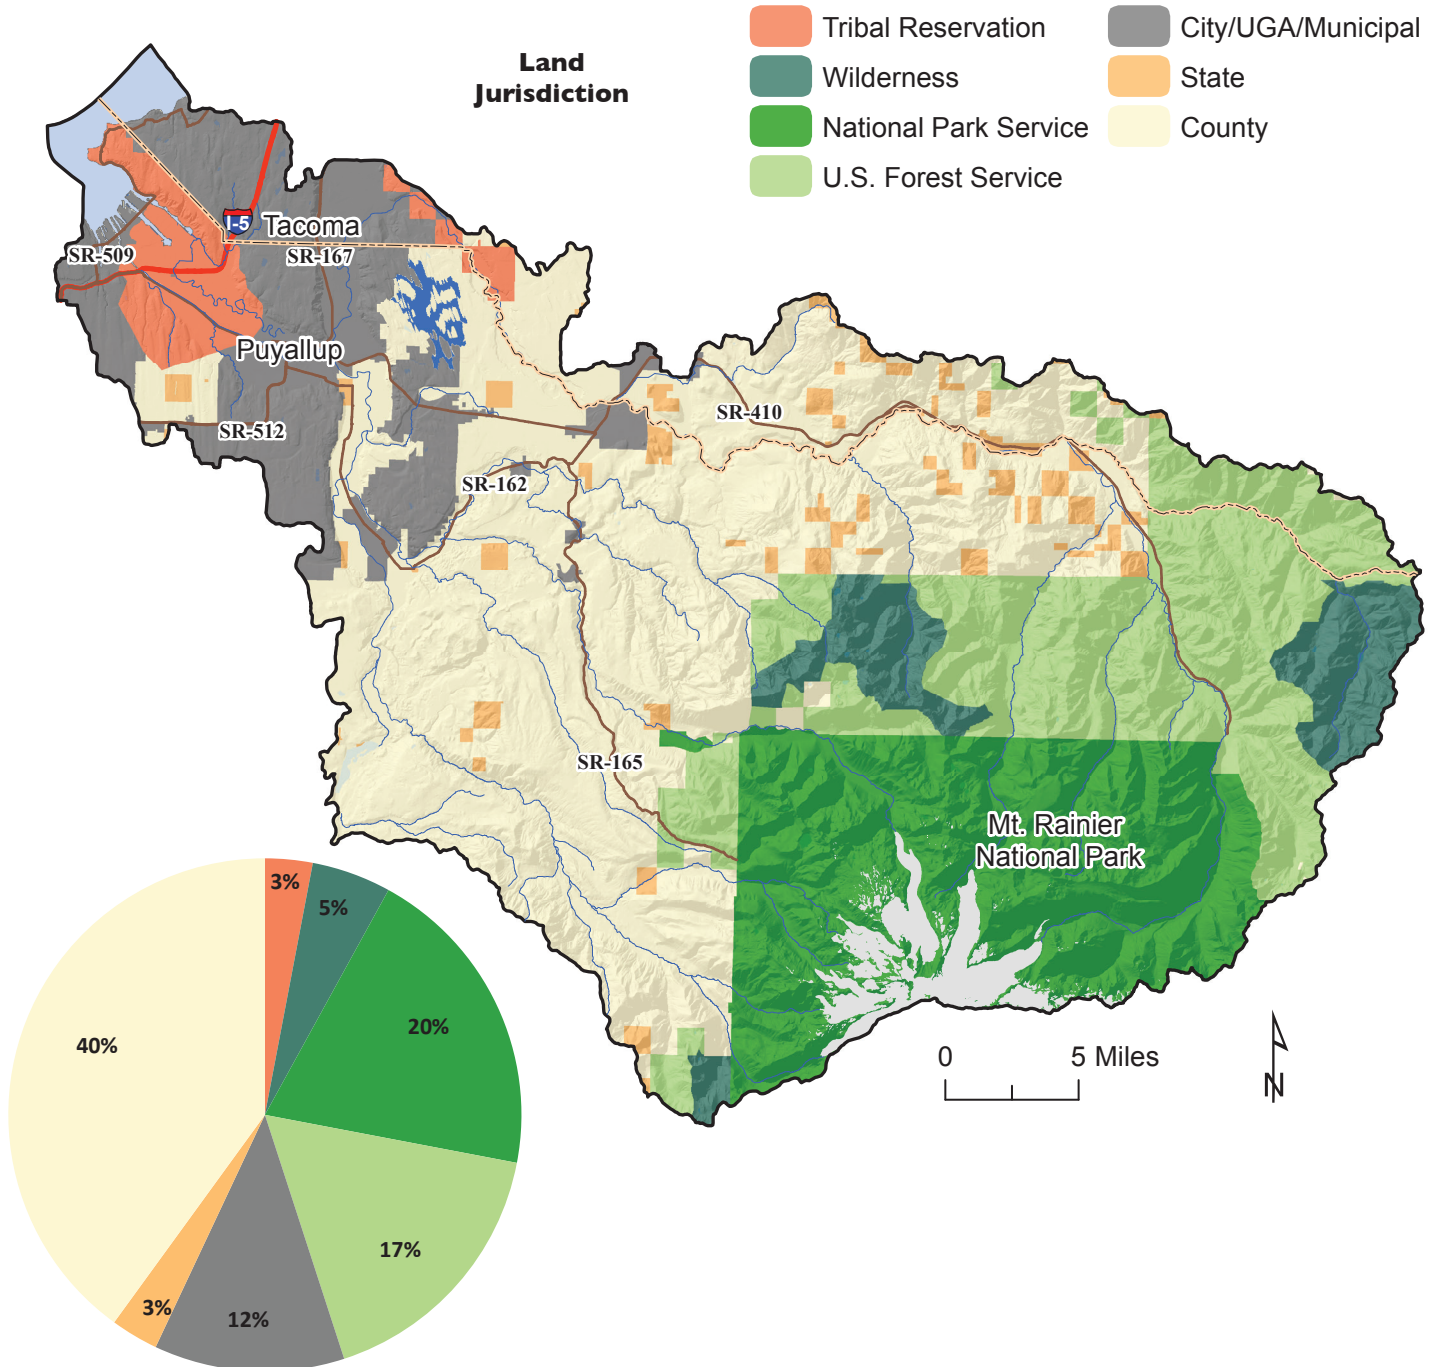 Land
Jurisdiction
Tribal Reservation
Wilderness
National Park Service
U.S. Forest Service
City/UGA/Municipal
State
County
I-5
Tacoma
SR-509
SR-167
Puyallup
SR-410
SR-512
SR-162
SR-165
Mt. Rainier
National Park
3%
5%
20%
40%
17%
3%
12%
0 5 Miles
N